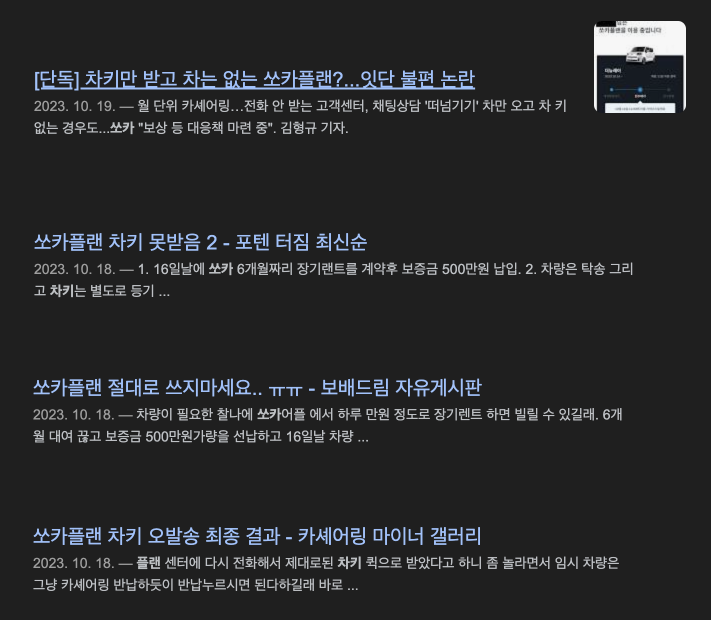 [단독] 차키만 받고 차는 없는 쏘카플랜?...잇단 불편 논란
2023. 10. 19. — 월 단위 카셰어링…전화 안 받는 고객센터, 채팅상담 '떠넘기기' 차만 오고 차 키
없는 경우도...쏘카 "보상 등 대응책 마련 중". 김형규 기자.
쏘카플랜을 이용 중입니다
쏘카플랜 차키 못받음 2 - 포텐 터짐 최신순
2023. 10. 18. — 1. 16일날에 쏘카 6개월짜리 장기랜트를 계약후 보증금 500만원 납입. 2. 차량은 탁송 그리
고 차키는 별도로 등기 ...
쏘카플랜 절대로 쓰지마세요.. ㅠㅠ - 보배드림 자유게시판
2023. 10. 18. — 차량이 필요한 찰나에 쏘카어플 에서 하루 만원 정도로 장기렌트 하면 빌릴 수 있길래. 6개
월 대여 끊고 보증금 500만원가량을 선납하고 16일날 차량 ...
쏘카플랜 차키 오발송 최종 결과 - 카셰어링 마이너 갤러리
2023. 10. 18. — 플랜 센터에 다시 전화해서 제대로된 차키 퀵으로 받았다고 하니 좀 놀라면서 임시 차량은
그냥 카셰어링 반납하듯이 반납누르시면 된다하길래 바로 ...